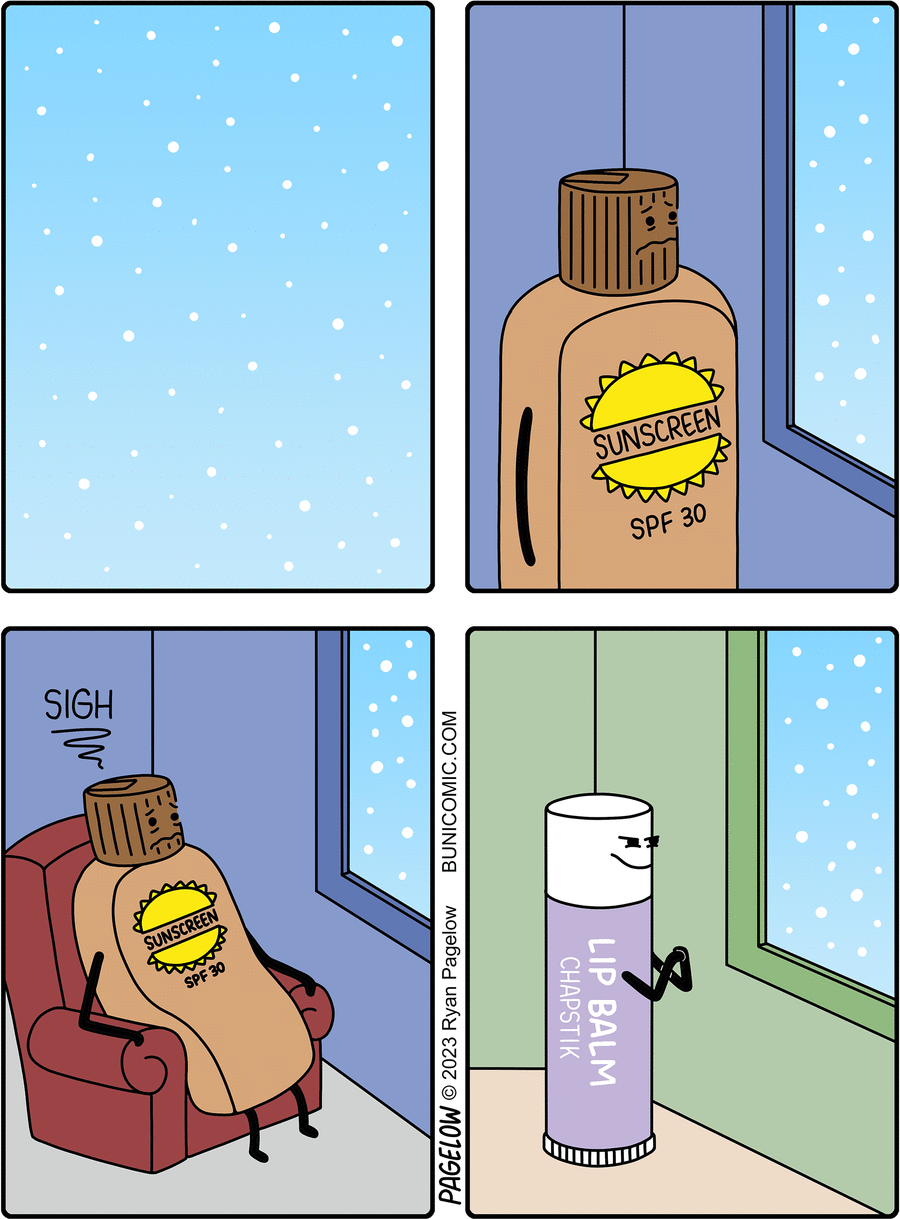 SUNSCREEN
SPF 30
SIGH
SUNSCREEN
SPF 30
LIP BALM
CHAPSTIK
PAGELOW © 2023 Ryan Pagelow BUNICOMIC.COM